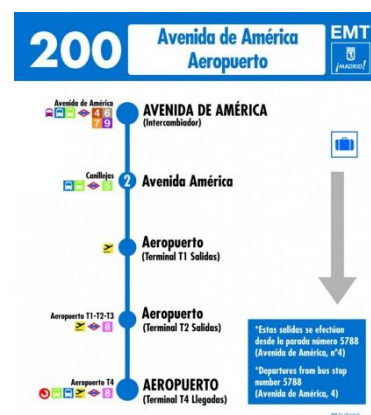 200
Avenida de América
Aeropuerto
EMT
¡MADRID!
Avenida de América
4 6
7 9
AVENIDA DE AMÉRICA
(Intercambiador)
Canillejas
5
2
Avenida América
Aeropuerto
(Terminal T1 Salidas)
Aeropuerto T1-T2-T3
8
Aeropuerto
(Terminal T2 Salidas)
Aeropuerto T4
8
AEROPUERTO
(Terminal T4 Llegadas)
*Estas salidas se efectúan
desde la parada número 5788
(Avenida de América, nº4)
*Departures from bus stop
number 5788
(Avenida de América, 4)